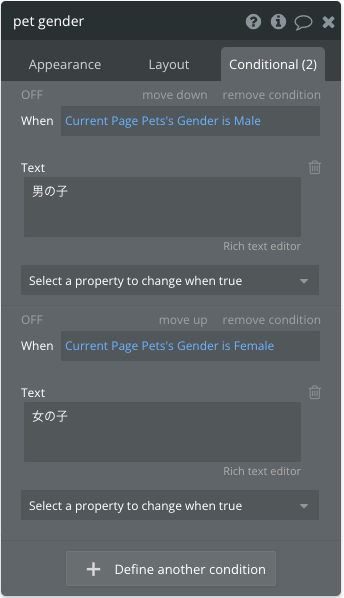 pet gender
Appearance Layout Conditional (2)
OFF move down remove condition
When Current Page Pets's Gender is Male
Text
男の子
Rich text editor
Select a property to change when true
OFF move up remove condition
When Current Page Pets's Gender is Female
Text
女の子
Rich text editor
Select a property to change when true
Define another condition